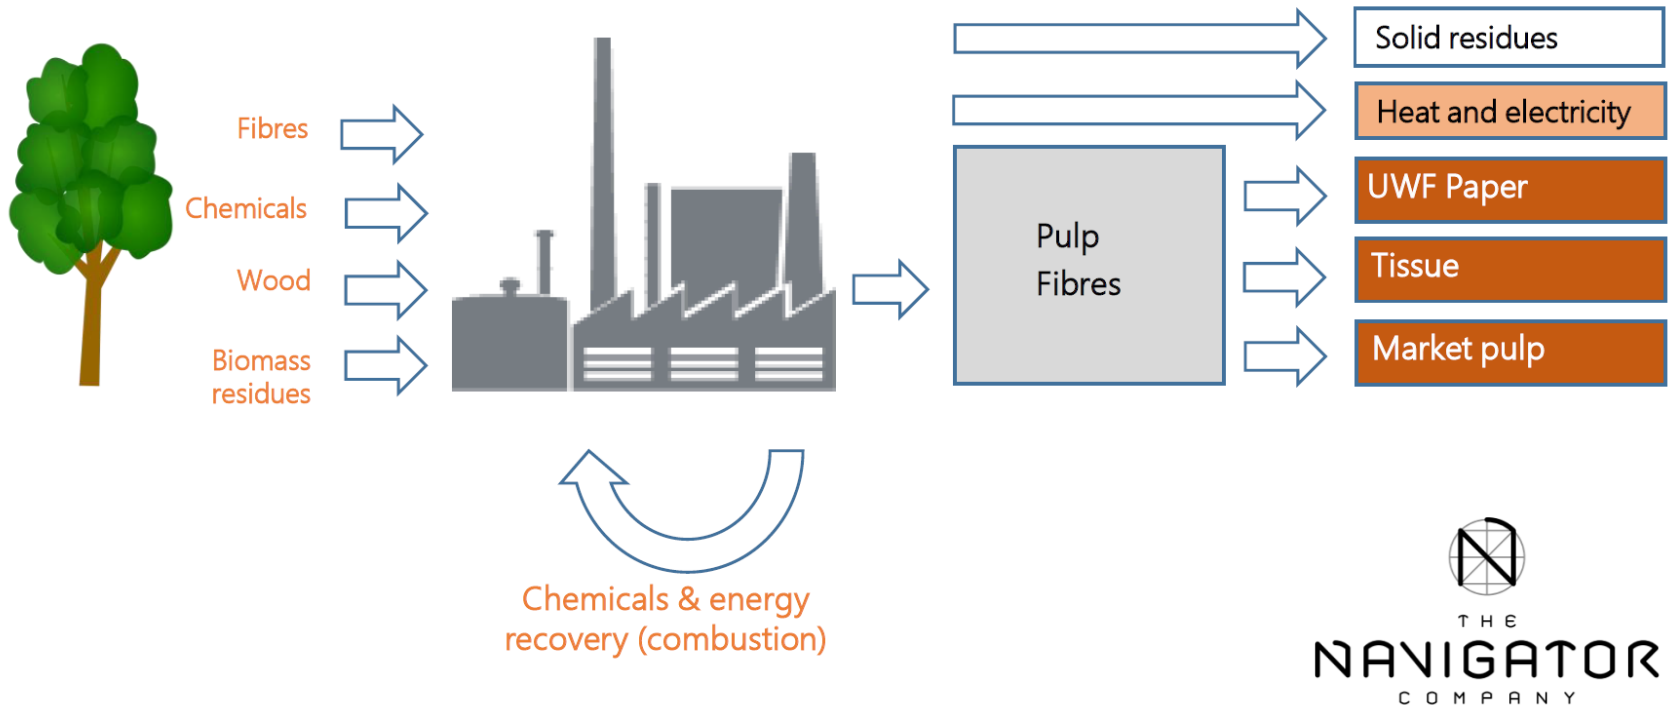 Fibres
Chemicals
Wood
Biomass
residues
Chemicals & energy
recovery (combustion)
Pulp
Fibres
Solid residues
Heat and electricity
UWF Paper
Tissue
Market pulp
THE
NAVIGATOR
COMPANY